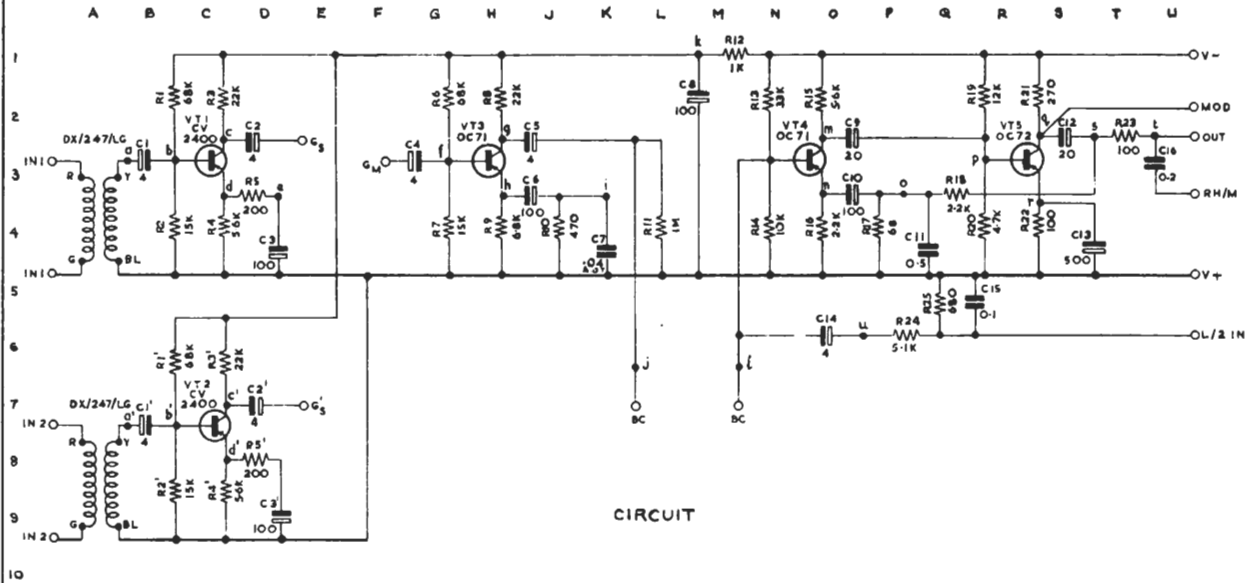 A B C D E F G H J K L M N O P Q R S T U
1
2
3
4
5
6
7
8
9
10
IN1
IN1
DX/247/LG
R
G
Y
BL
a
C1
4
b
R1
68K
R2
15K
VT1
CV
2400
R3
22K
c
C2
4
GS
d
R5
200
e
R4
5·6K
C3
100
IN2
IN2
DX/247/LG
R
G
Y
BL
a'
C1'
4
b'
R1'
68K
R2'
15K
VT2
CV
2400
R3'
22K
c'
C2'
4
GS'
d'
R5'
200
R4'
5·6K
C3'
100
GM
C4
4
f
R6
68K
R7
15K
VT3
OC71
R8
22K
g
C5
4
h
C6
100
R9
6·8K
R10
470
i
C7
R11
1M
j
BC
k
C8
100
R12
1K
R13
33K
R14
10K
l
BC
VT4
OC71
R15
5·6K
m
C9
20
n
C10
100
R16
2·2K
R17
68
o
C11
0·5
R18
2·2K
C14
4
u
R24
5·1K
R25
680
C15
0·1
R19
12K
p
R20
4·7K
VT5
OC72
R21
270
q
C12
20
r
R22
100
s
C13
500
R23
100
t
C16
0·2
V−
MOD
OUT
RH/M
V+
L/2 IN
CIRCUIT